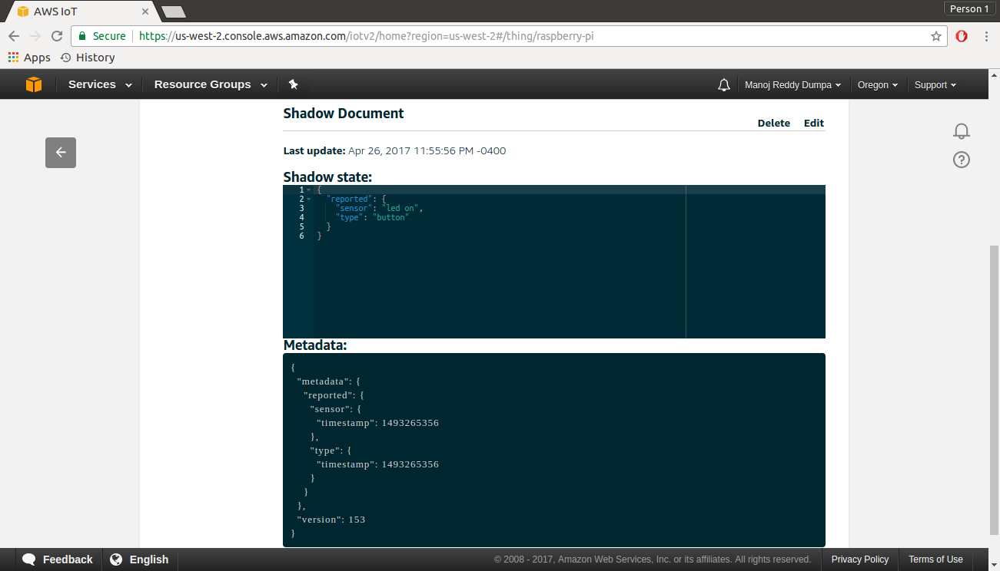 AWS IoT
Person 1
Secure https://us-west-2.console.aws.amazon.com/iotv2/home?region=us-west-2#/thing/raspberry-pi
Apps History
Services Resource Groups Manoj Reddy Dumpa Oregon Support
Shadow Document
Delete Edit
Last update: Apr 26, 2017 11:55:56 PM -0400
Shadow state:
1 {
2 "reported": {
3 "sensor": "led on",
4 "type": "button"
5 }
6 }
Metadata:
{
"metadata": {
"reported": {
"sensor": {
"timestamp": 1493265356
},
"type": {
"timestamp": 1493265356
}
}
},
"version": 153
}
Feedback English © 2008 - 2017, Amazon Web Services, Inc. or its affiliates. All rights reserved. Privacy Policy Terms of Use